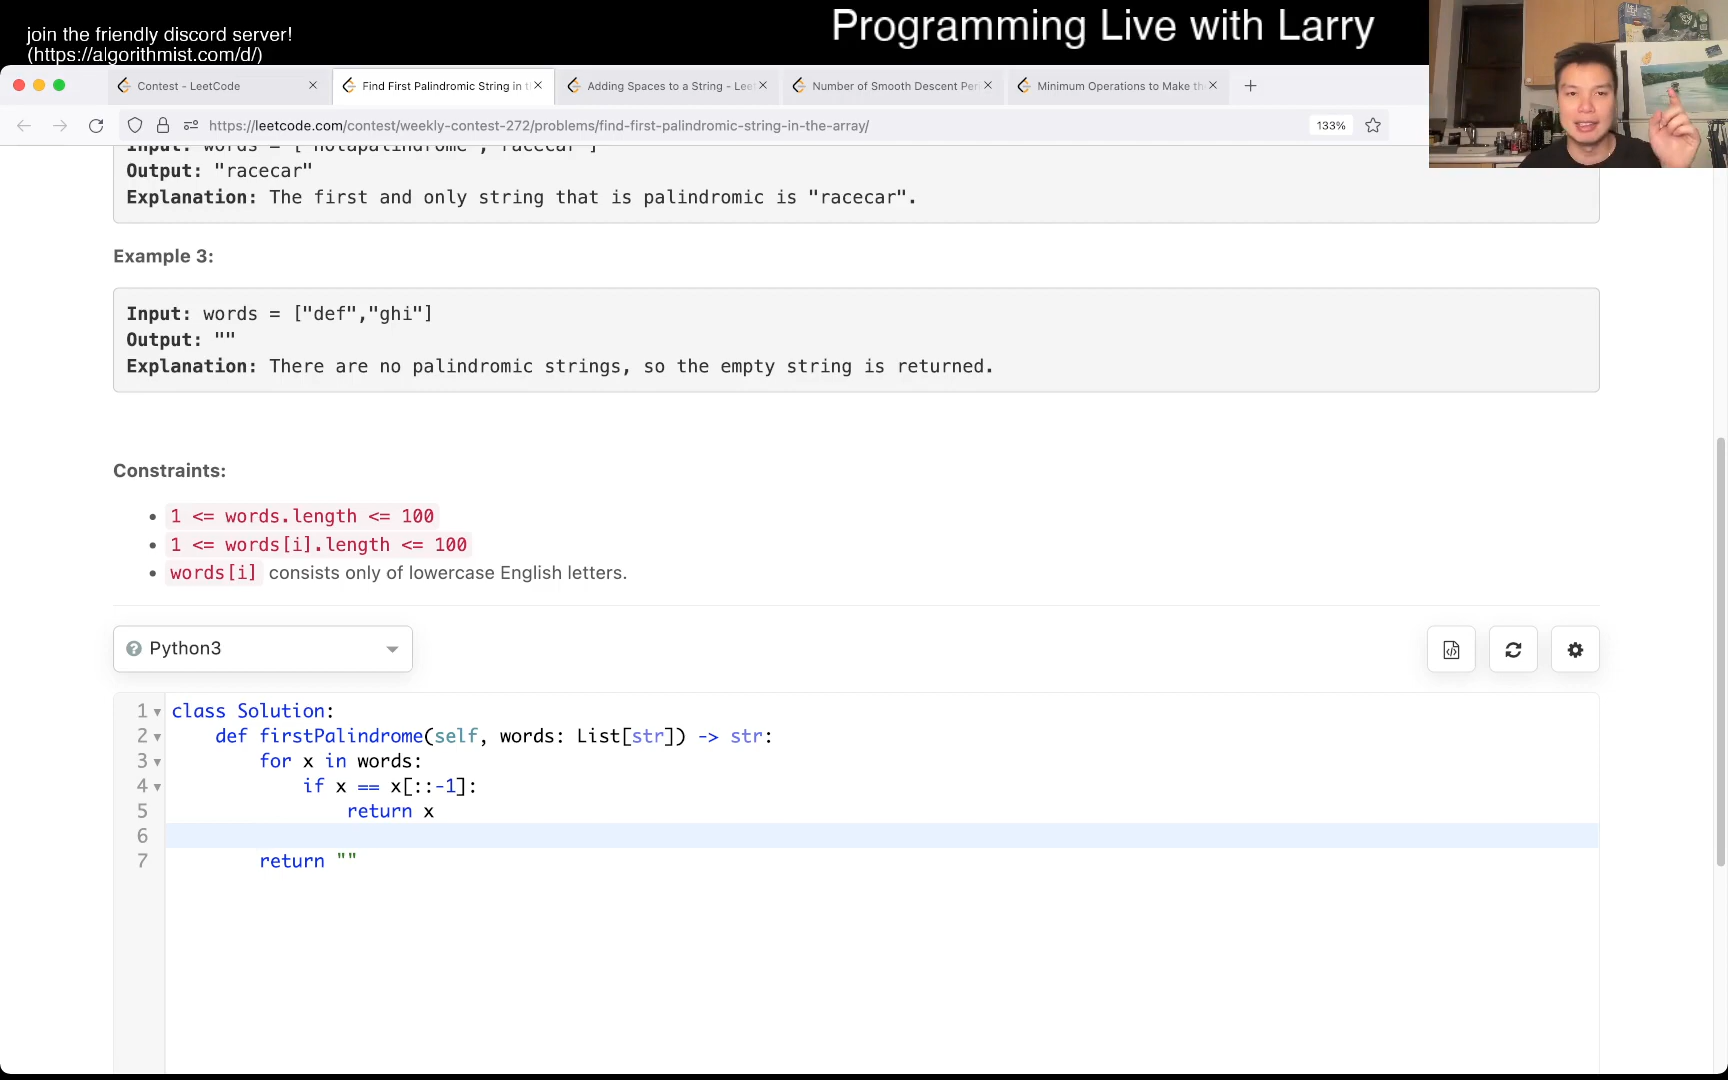 join the friendly discord server!
(https://algorithmist.com/d/)
Programming Live with Larry
Contest - LeetCode
Find First Palindromic String in t
Adding Spaces to a String - Lee
Number of Smooth Descent Per
Minimum Operations to Make th
https://leetcode.com/contest/weekly-contest-272/problems/find-first-palindromic-string-in-the-array/
133%
Input: words = ["notapalindrome","racecar"]
Output: "racecar"
Explanation: The first and only string that is palindromic is "racecar".
Example 3:
Input: words = ["def","ghi"]
Output: ""
Explanation: There are no palindromic strings, so the empty string is returned.
Constraints:
1 <= words.length <= 100
1 <= words[i].length <= 100
words[i] consists only of lowercase English letters.
Python3
1 class Solution:
2 def firstPalindrome(self, words: List[str]) -> str:
3 for x in words:
4 if x == x[::-1]:
5 return x
6
7 return ""